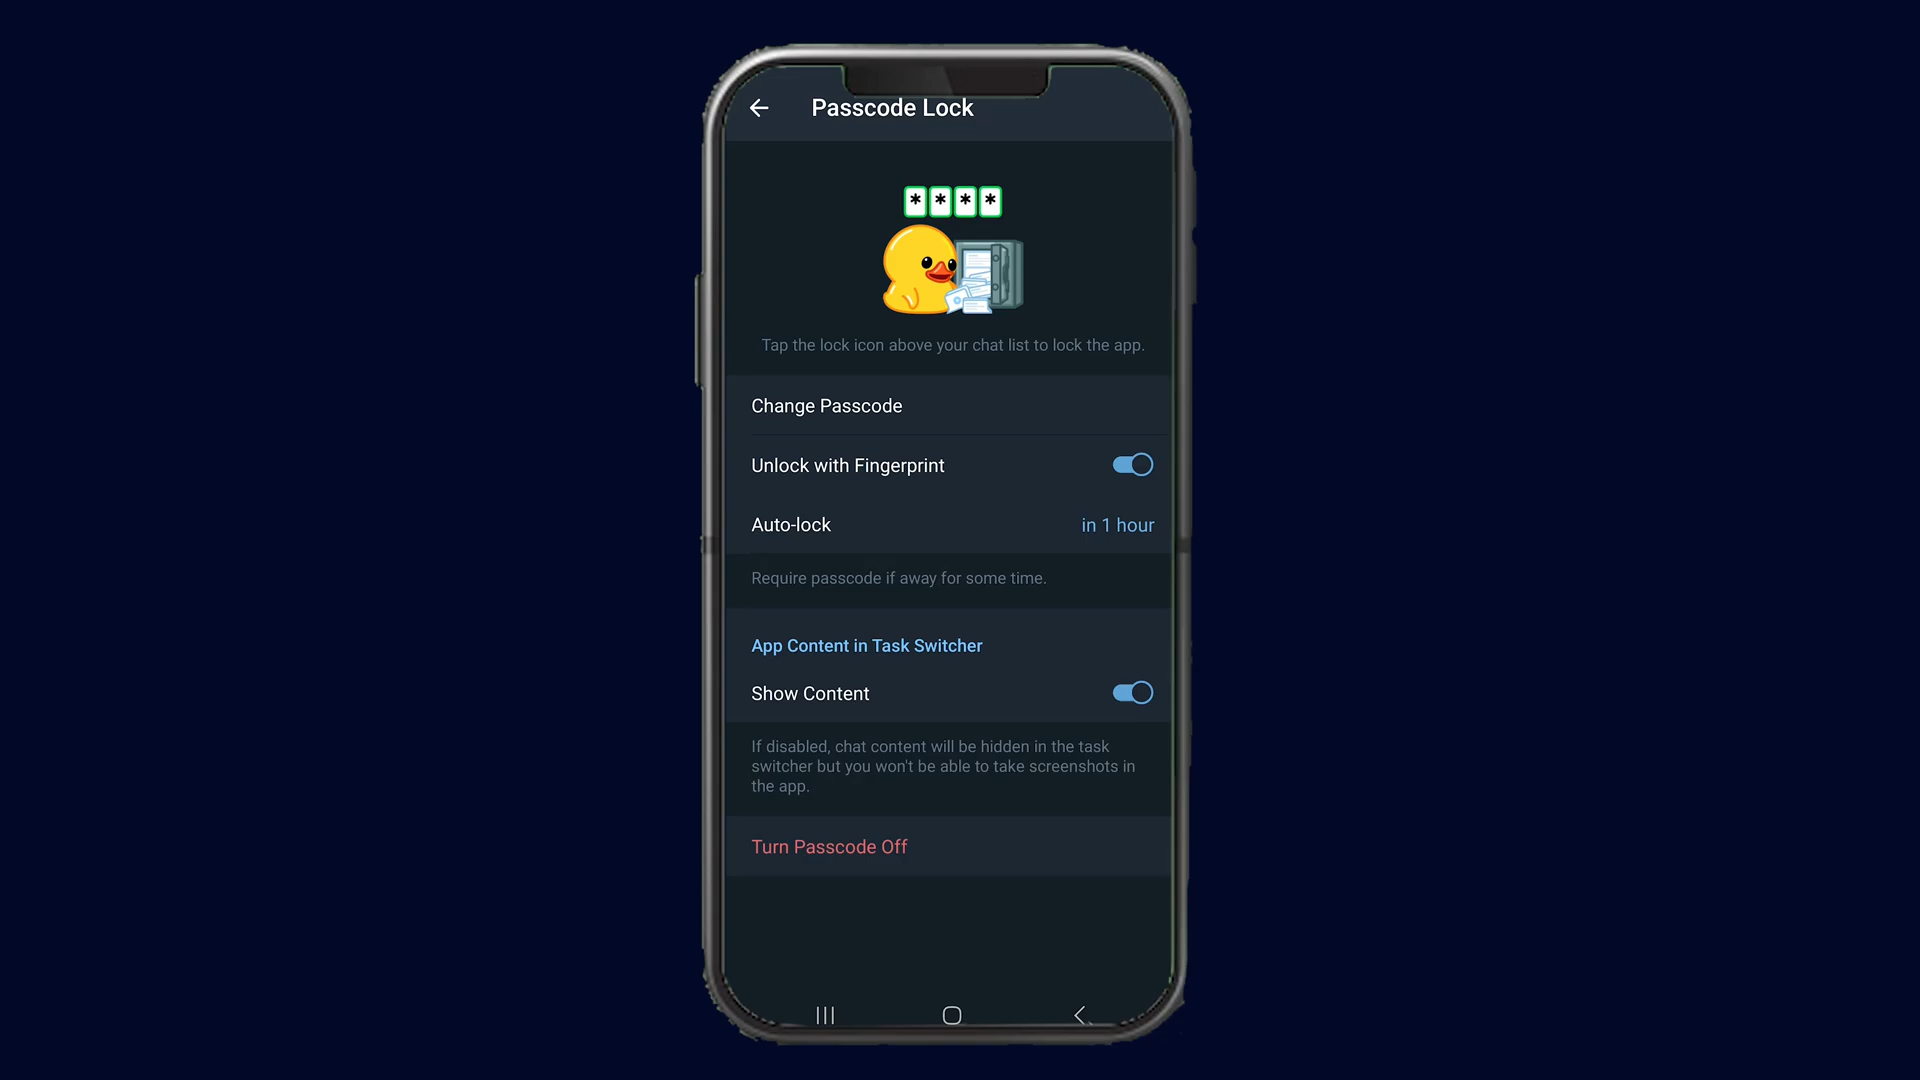 Passcode Lock
* * * *
Tap the lock icon above your chat list to lock the app.
Change Passcode
Unlock with Fingerprint
Auto-lock in 1 hour
Require passcode if away for some time.
App Content in Task Switcher
Show Content
If disabled, chat content will be hidden in the task
switcher but you won't be able to take screenshots in
the app.
Turn Passcode Off